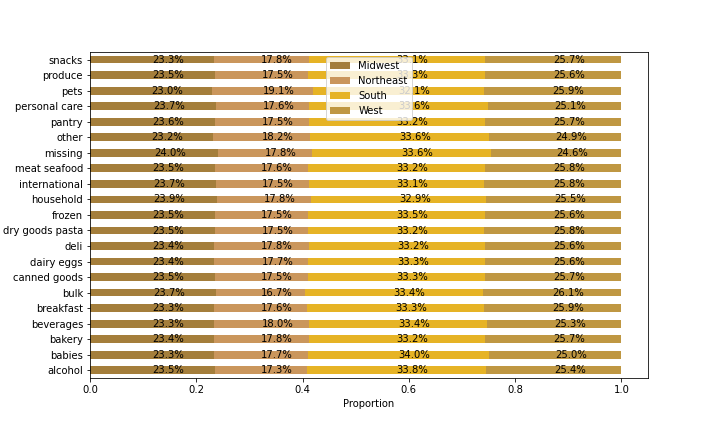 snacks 23.3% 17.8% 25.7%
Midwest
produce 23.5% 17.5% 25.6%
Northeast
pets 23.0% 19.1% 25.9%
South
personal care 23.7% 17.6% 25.1%
West
pantry 23.6% 17.5% 33.2% 25.7%
other 23.2% 18.2% 33.6% 24.9%
missing 24.0% 17.8% 33.6% 24.6%
meat seafood 23.5% 17.6% 33.2% 25.8%
international 23.7% 17.5% 33.1% 25.8%
household 23.9% 17.8% 32.9% 25.5%
frozen 23.5% 17.5% 33.5% 25.6%
dry goods pasta 23.5% 17.5% 33.2% 25.8%
deli 23.4% 17.8% 33.2% 25.6%
dairy eggs 23.4% 17.7% 33.3% 25.6%
canned goods 23.5% 17.5% 33.3% 25.7%
bulk 23.7% 16.7% 33.4% 26.1%
breakfast 23.3% 17.6% 33.3% 25.9%
beverages 23.3% 18.0% 33.4% 25.3%
bakery 23.4% 17.8% 33.2% 25.7%
babies 23.3% 17.7% 34.0% 25.0%
alcohol 23.5% 17.3% 33.8% 25.4%
0.0 0.2 0.4 0.6 0.8 1.0
Proportion